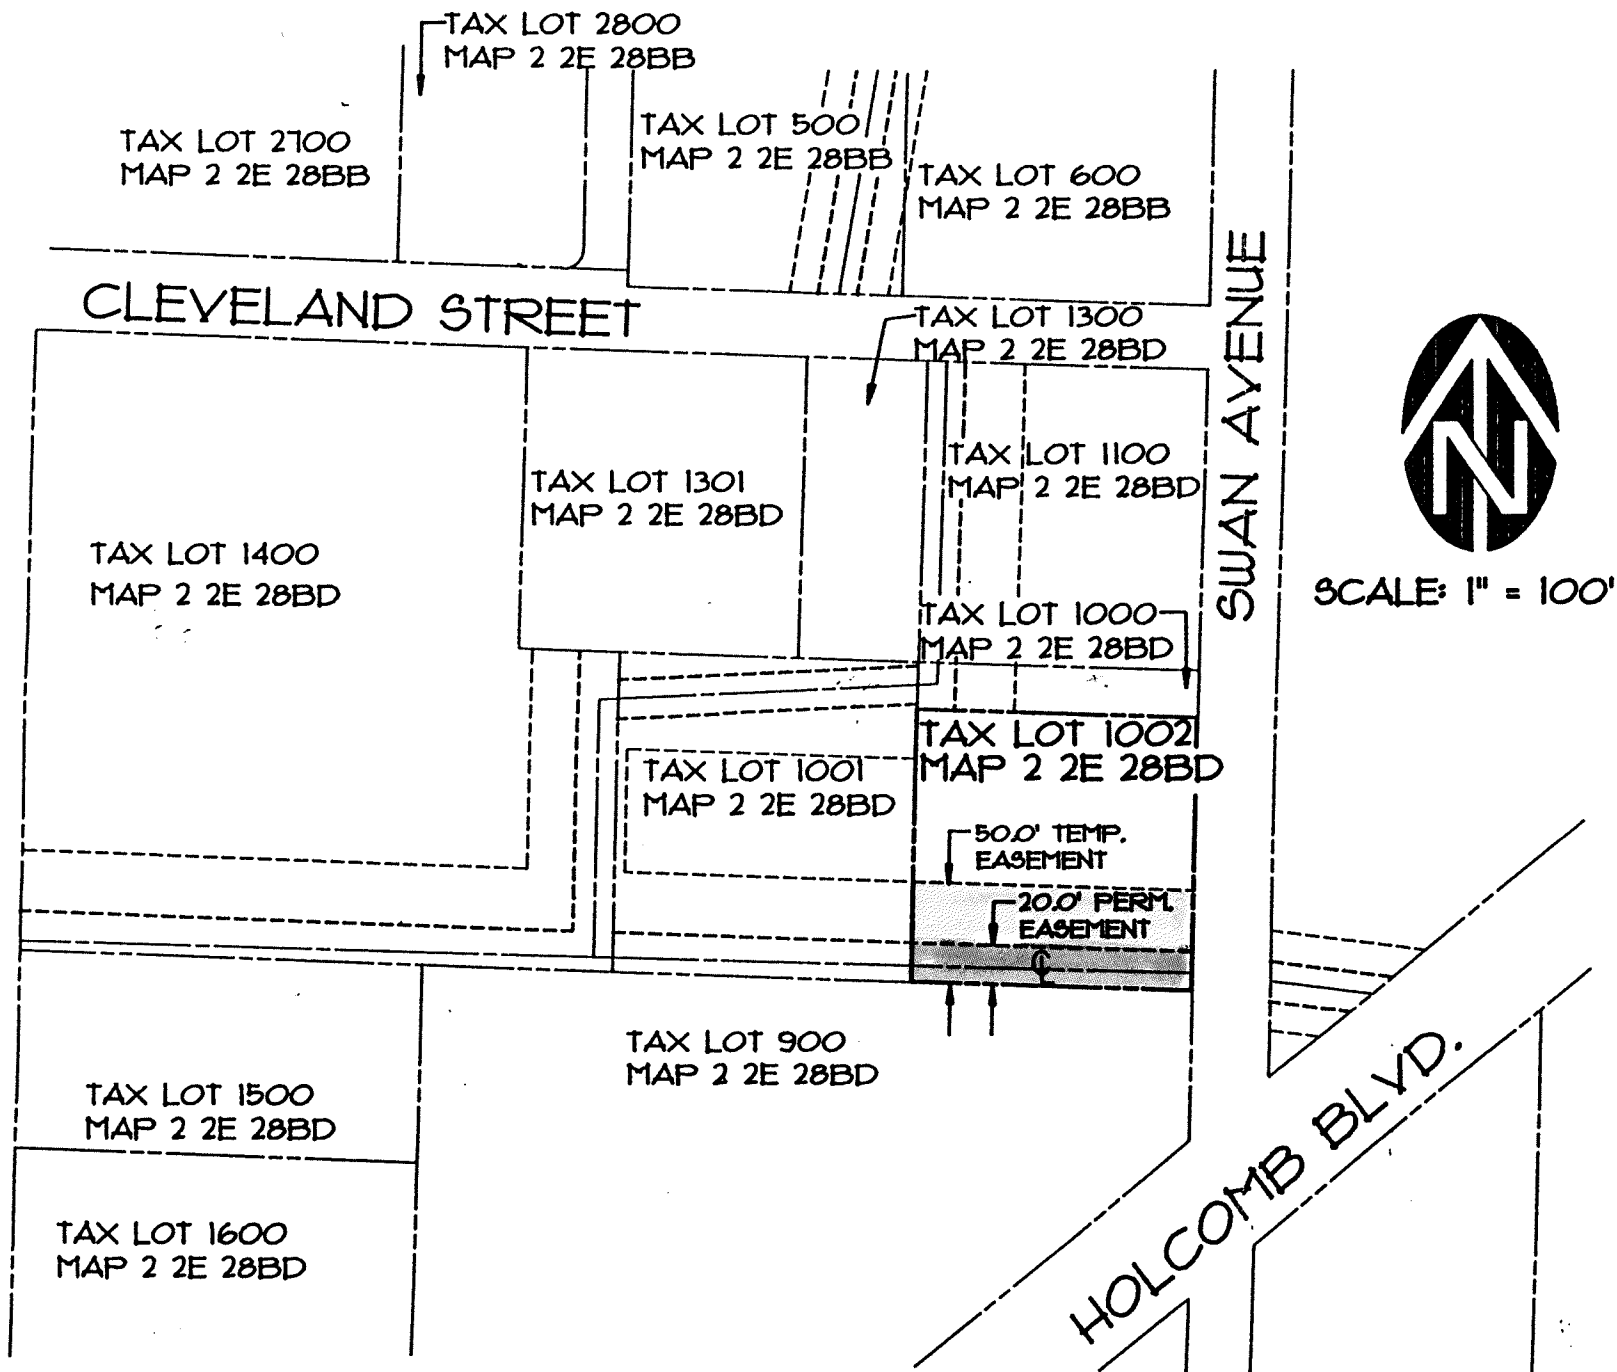 TAX LOT 2800
MAP 2 2E 28BB
TAX LOT 2700
MAP 2 2E 28BB
TAX LOT 500
MAP 2 2E 28BB
TAX LOT 600
MAP 2 2E 28BB
CLEVELAND STREET
SWAN AVENUE
TAX LOT 1300
MAP 2 2E 28BD
N
SCALE: 1" = 100'
TAX LOT 1400
MAP 2 2E 28BD
TAX LOT 1301
MAP 2 2E 28BD
TAX LOT 1100
MAP 2 2E 28BD
TAX LOT 1000
MAP 2 2E 28BD
TAX LOT 1002
MAP 2 2E 28BD
TAX LOT 1001
MAP 2 2E 28BD
50.0' TEMP.
EASEMENT
20.0' PERM.
EASEMENT
℄
TAX LOT 900
MAP 2 2E 28BD
TAX LOT 1500
MAP 2 2E 28BD
TAX LOT 1600
MAP 2 2E 28BD
HOLCOMB BLVD.